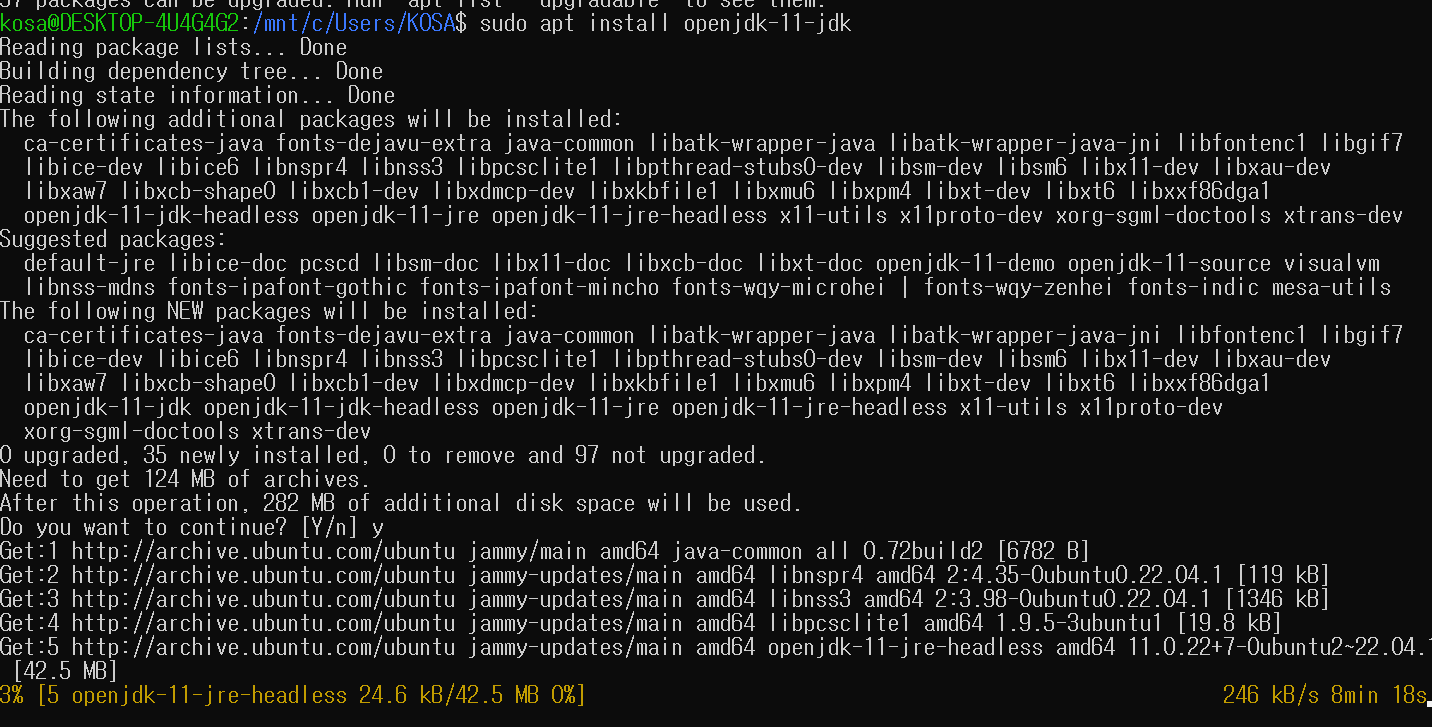 37 packages can be upgraded. Run 'apt list --upgradable' to see them.
kosa@DESKTOP-4U4G4G2:/mnt/c/Users/KOSA$ sudo apt install openjdk-11-jdk
Reading package lists... Done
Building dependency tree... Done
Reading state information... Done
The following additional packages will be installed:
  ca-certificates-java fonts-dejavu-extra java-common libatk-wrapper-java libatk-wrapper-java-jni libfontenc1 libgif7
  libice-dev libice6 libnspr4 libnss3 libpcsclite1 libpthread-stubs0-dev libsm-dev libsm6 libx11-dev libxau-dev
  libxaw7 libxcb-shape0 libxcb1-dev libxdmcp-dev libxkbfile1 libxmu6 libxpm4 libxt-dev libxt6 libxxf86dga1
  openjdk-11-jdk-headless openjdk-11-jre openjdk-11-jre-headless x11-utils x11proto-dev xorg-sgml-doctools xtrans-dev
Suggested packages:
  default-jre libice-doc pcscd libsm-doc libx11-doc libxcb-doc libxt-doc openjdk-11-demo openjdk-11-source visualvm
  libnss-mdns fonts-ipafont-gothic fonts-ipafont-mincho fonts-wqy-microhei | fonts-wqy-zenhei fonts-indic mesa-utils
The following NEW packages will be installed:
  ca-certificates-java fonts-dejavu-extra java-common libatk-wrapper-java libatk-wrapper-java-jni libfontenc1 libgif7
  libice-dev libice6 libnspr4 libnss3 libpcsclite1 libpthread-stubs0-dev libsm-dev libsm6 libx11-dev libxau-dev
  libxaw7 libxcb-shape0 libxcb1-dev libxdmcp-dev libxkbfile1 libxmu6 libxpm4 libxt-dev libxt6 libxxf86dga1
  openjdk-11-jdk openjdk-11-jdk-headless openjdk-11-jre openjdk-11-jre-headless x11-utils x11proto-dev
  xorg-sgml-doctools xtrans-dev
0 upgraded, 35 newly installed, 0 to remove and 97 not upgraded.
Need to get 124 MB of archives.
After this operation, 282 MB of additional disk space will be used.
Do you want to continue? [Y/n] y
Get:1 http://archive.ubuntu.com/ubuntu jammy/main amd64 java-common all 0.72build2 [6782 B]
Get:2 http://archive.ubuntu.com/ubuntu jammy-updates/main amd64 libnspr4 amd64 2:4.35-0ubuntu0.22.04.1 [119 kB]
Get:3 http://archive.ubuntu.com/ubuntu jammy-updates/main amd64 libnss3 amd64 2:3.98-0ubuntu0.22.04.1 [1346 kB]
Get:4 http://archive.ubuntu.com/ubuntu jammy/main amd64 libpcsclite1 amd64 1.9.5-3ubuntu1 [19.8 kB]
Get:5 http://archive.ubuntu.com/ubuntu jammy-updates/main amd64 openjdk-11-jre-headless amd64 11.0.22+7-0ubuntu2~22.04.1
 [42.5 MB]
3% [5 openjdk-11-jre-headless 24.6 kB/42.5 MB 0%] 246 kB/s 8min 18s